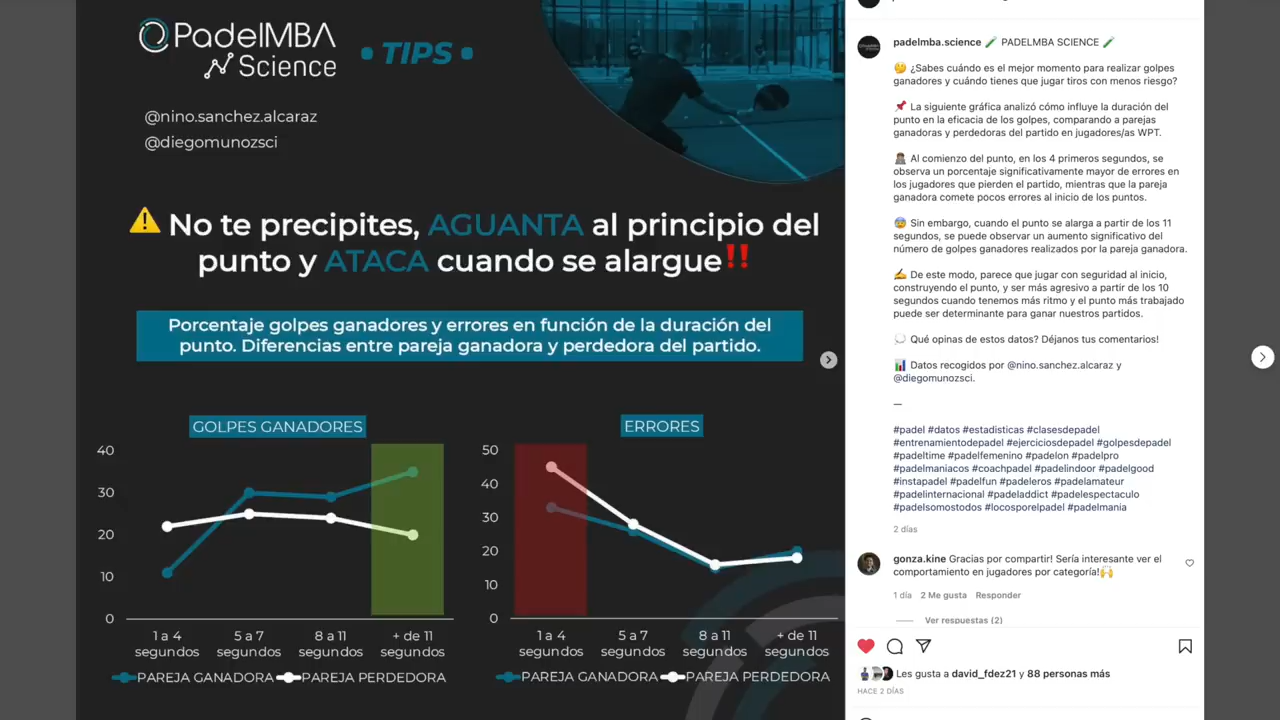 PadelMBA
Science
• TIPS •
@nino.sanchez.alcaraz
@diegomunozsci
⚠️ No te precipites, AGUANTA al principio del
punto y ATACA cuando se alargue‼️
Porcentaje golpes ganadores y errores en función de la duración del
punto. Diferencias entre pareja ganadora y perdedora del partido.
GOLPES GANADORES
40
30
20
10
0
1 a 4
segundos
5 a 7
segundos
8 a 11
segundos
+ de 11
segundos
PAREJA GANADORA PAREJA PERDEDORA
ERRORES
50
40
30
20
10
0
1 a 4
segundos
5 a 7
segundos
8 a 11
segundos
+ de 11
segundos
PAREJA GANADORA PAREJA PERDEDORA
padelmba.science 🧪 PADELMBA SCIENCE 🧪
🤔 ¿Sabes cuándo es el mejor momento para realizar golpes
ganadores y cuándo tienes que jugar tiros con menos riesgo?
📌 La siguiente gráfica analizó cómo influye la duración del
punto en la eficacia de los golpes, comparando a parejas
ganadoras y perdedoras del partido en jugadores/as WPT.
Al comienzo del punto, en los 4 primeros segundos, se
observa un porcentaje significativamente mayor de errores en
los jugadores que pierden el partido, mientras que la pareja
ganadora comete pocos errores al inicio de los puntos.
😨 Sin embargo, cuando el punto se alarga a partir de los 11
segundos, se puede observar un aumento significativo del
número de golpes ganadores realizados por la pareja ganadora.
✍️ De este modo, parece que jugar con seguridad al inicio,
construyendo el punto, y ser más agresivo a partir de los 10
segundos cuando tenemos más ritmo y el punto más trabajado
puede ser determinante para ganar nuestros partidos.
💭 Qué opinas de estos datos? Déjanos tus comentarios!
📊 Datos recogidos por @nino.sanchez.alcaraz y
@diegomunozsci.
—
#padel #datos #estadisticas #clasesdepadel
#entrenamientodepadel #ejerciciosdepadel #golpesdepadel
#padeltime #padelfemenino #padelon #padelpro
#padelmaniacos #coachpadel #padelindoor #padelgood
#instapadel #padelfun #padeleros #padelamateur
#padelinternacional #padeladdict #padelespectaculo
#padelsomostodos #locosporelpadel #padelmania
2 días
gonza.kine Gracias por compartir! Sería interesante ver el
comportamiento en jugadores por categoría!🙌
1 día 2 Me gusta Responder
Ver respuestas (2)
Les gusta a david_fdez21 y 88 personas más
HACE 2 DÍAS